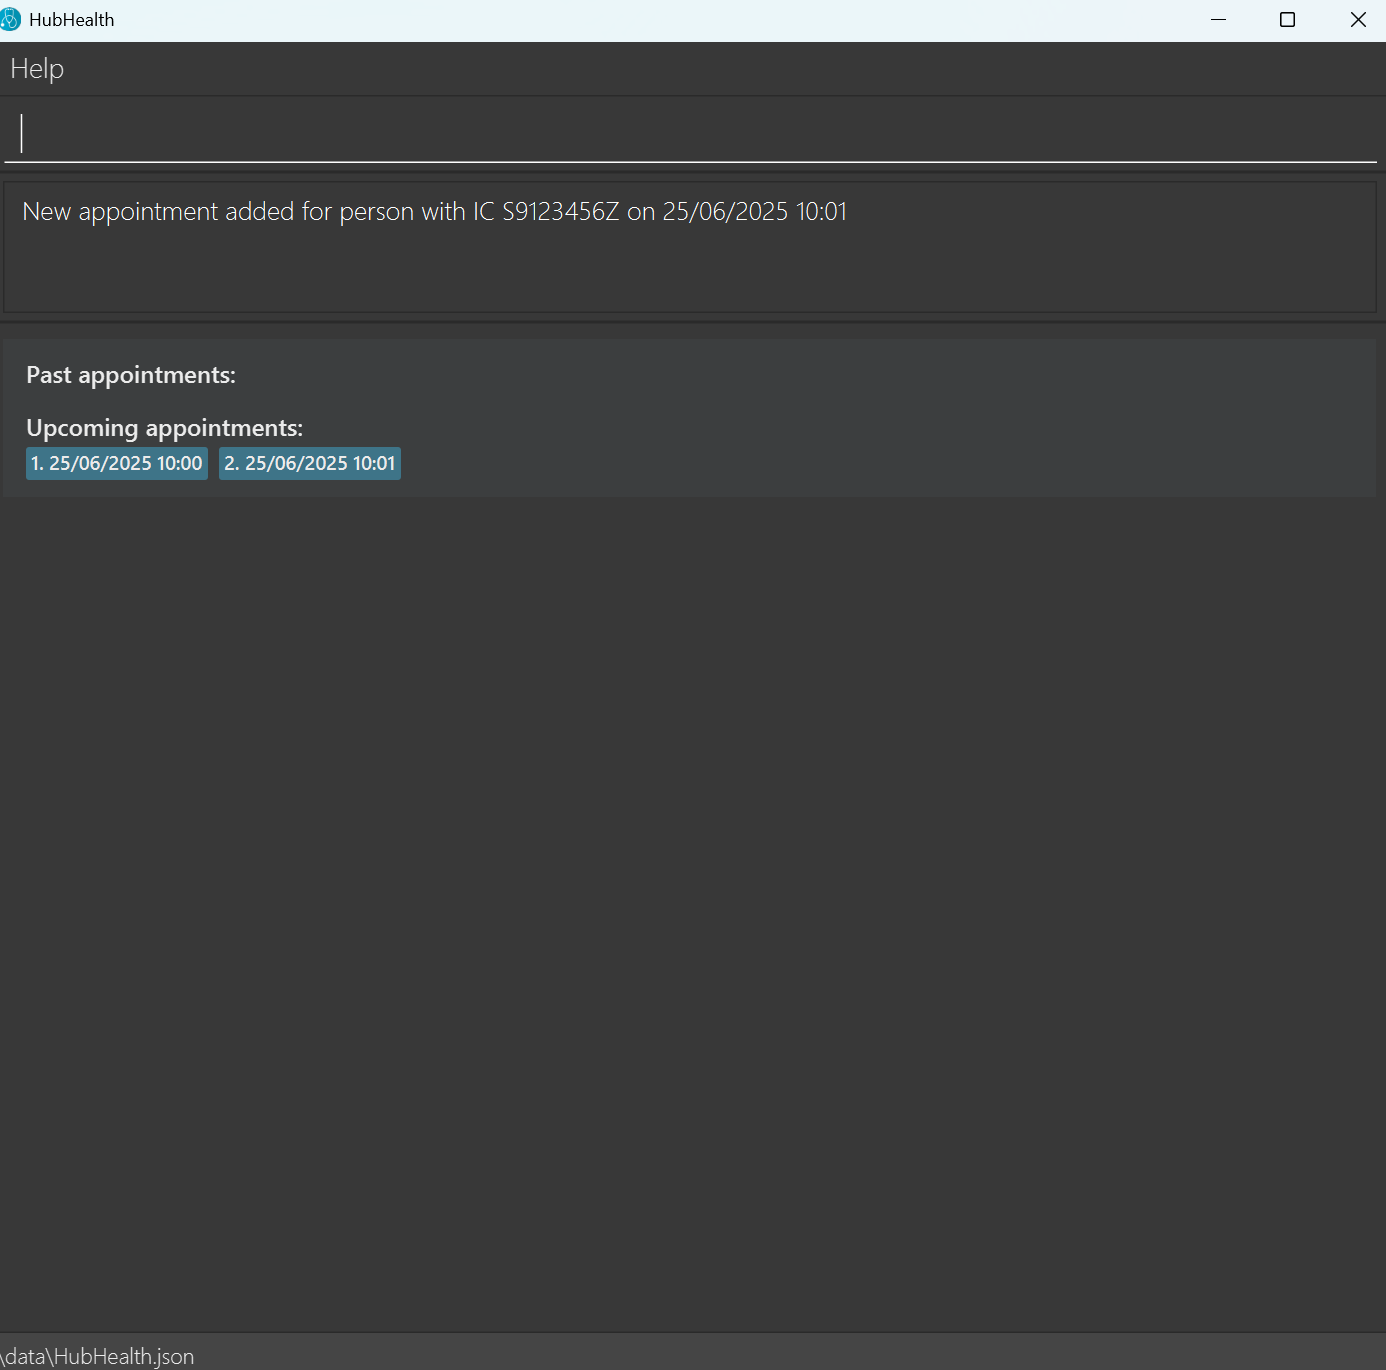 HubHealth
Help
New appointment added for person with IC S9123456Z on 25/06/2025 10:01
Past appointments:
Upcoming appointments:
1. 25/06/2025 10:00 2. 25/06/2025 10:01
\data\HubHealth.json